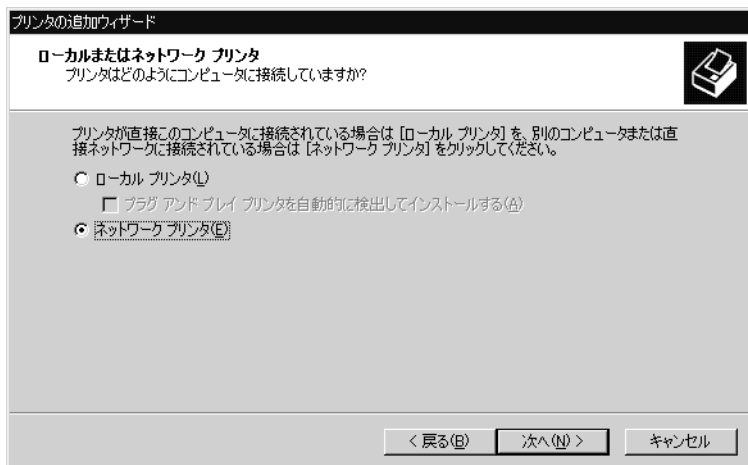 プリンタの追加ウィザード
ローカルまたはネットワーク プリンタ
プリンタはどのようにコンピュータに接続していますか?
プリンタが直接このコンピュータに接続されている場合は [ローカル プリンタ] を、別のコンピュータまたは直
接ネットワークに接続されている場合は [ネットワーク プリンタ] をクリックしてください。
ローカル プリンタ(L)
プラグ アンド プレイ プリンタを自動的に検出してインストールする(A)
ネットワーク プリンタ(E)
< 戻る(B)
次へ(N) >
キャンセル